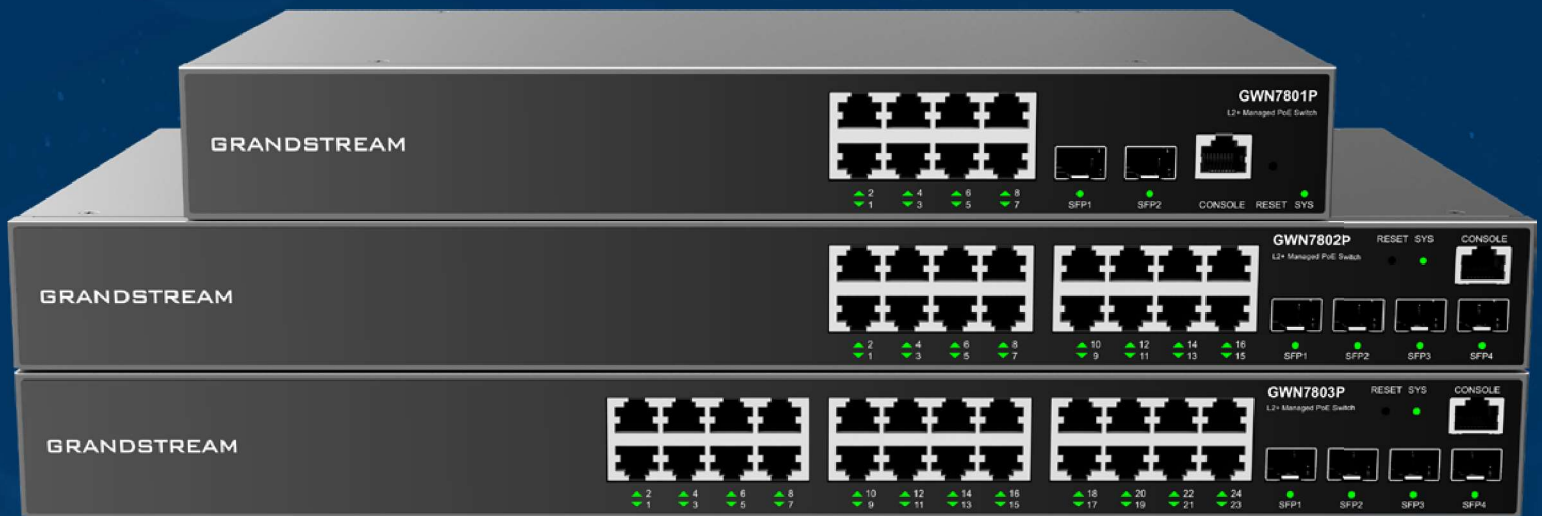 GWN7801P
L2+ Managed PoE Switch
GRANDSTREAM
2 4 6 8
1 3 5 7
SFP1 SFP2 CONSOLE RESET SYS
GWN7802P RESET SYS CONSOLE
L2+ Managed PoE Switch
GRANDSTREAM
2 4 6 8 10 12 14 16
1 3 5 7 9 11 13 15
SFP1 SFP2 SFP3 SFP4
GWN7803P RESET SYS CONSOLE
L2+ Managed PoE Switch
GRANDSTREAM
2 4 6 8 10 12 14 16 18 20 22 24
1 3 5 7 9 11 13 15 17 19 21 23
SFP1 SFP2 SFP3 SFP4